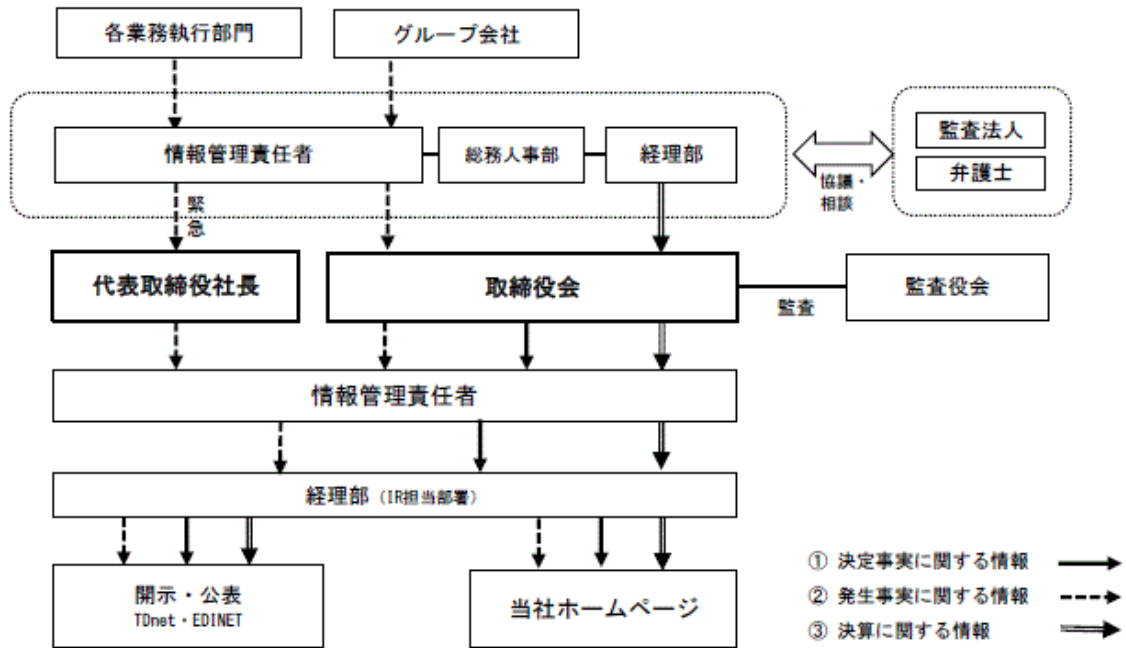 各業務執行部門
グループ会社
情報管理責任者
総務人事部
経理部
監査法人
弁護士
協議・
相談
緊急
代表取締役社長
取締役会
監査
監査役会
情報管理責任者
経理部（IR担当部署）
開示・公表
TDnet・EDINET
当社ホームページ
① 決定事実に関する情報
② 発生事実に関する情報
③ 決算に関する情報